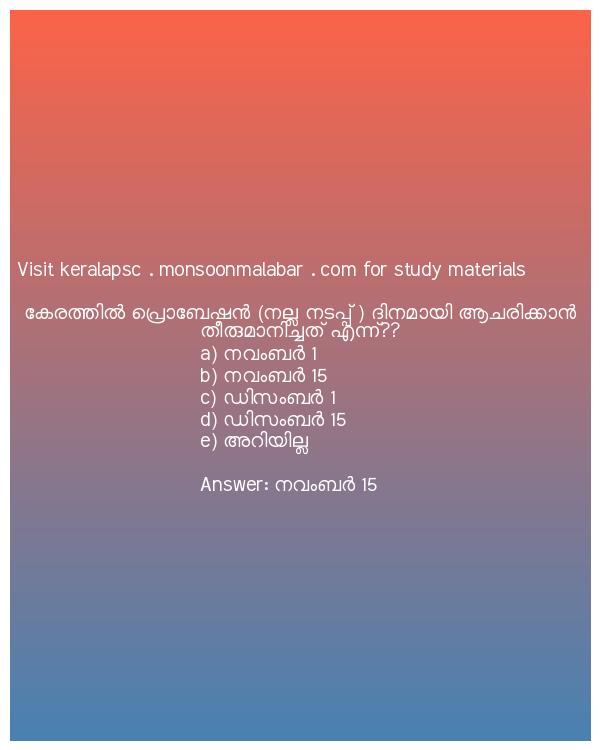 Visit keralapsc . monsoonmalabar . com for study materials
കേരത്തിൽ പ്രൊബേഷൻ (നല്ല നടപ്പ് ) ദിനമായി ആചരിക്കാൻ
തീരുമാനിച്ചത് എന്ന്??
a) നവംബർ 1
b) നവംബർ 15
c) ഡിസംബർ 1
d) ഡിസംബർ 15
e) അറിയില്ല
Answer: നവംബർ 15